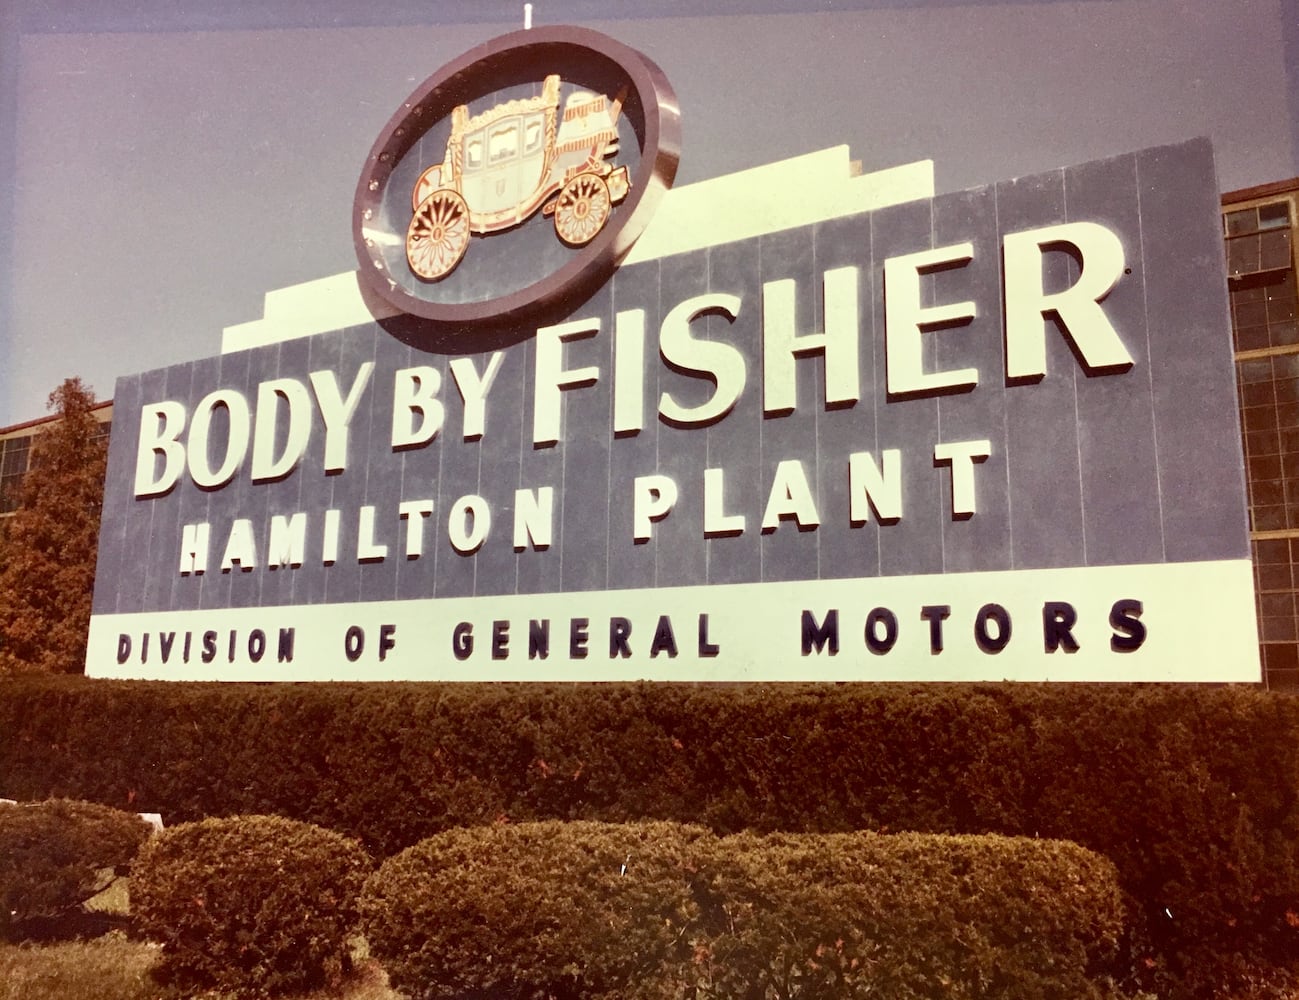 BODY BY FISHER
HAMILTON PLANT
DIVISION OF GENERAL MOTORS